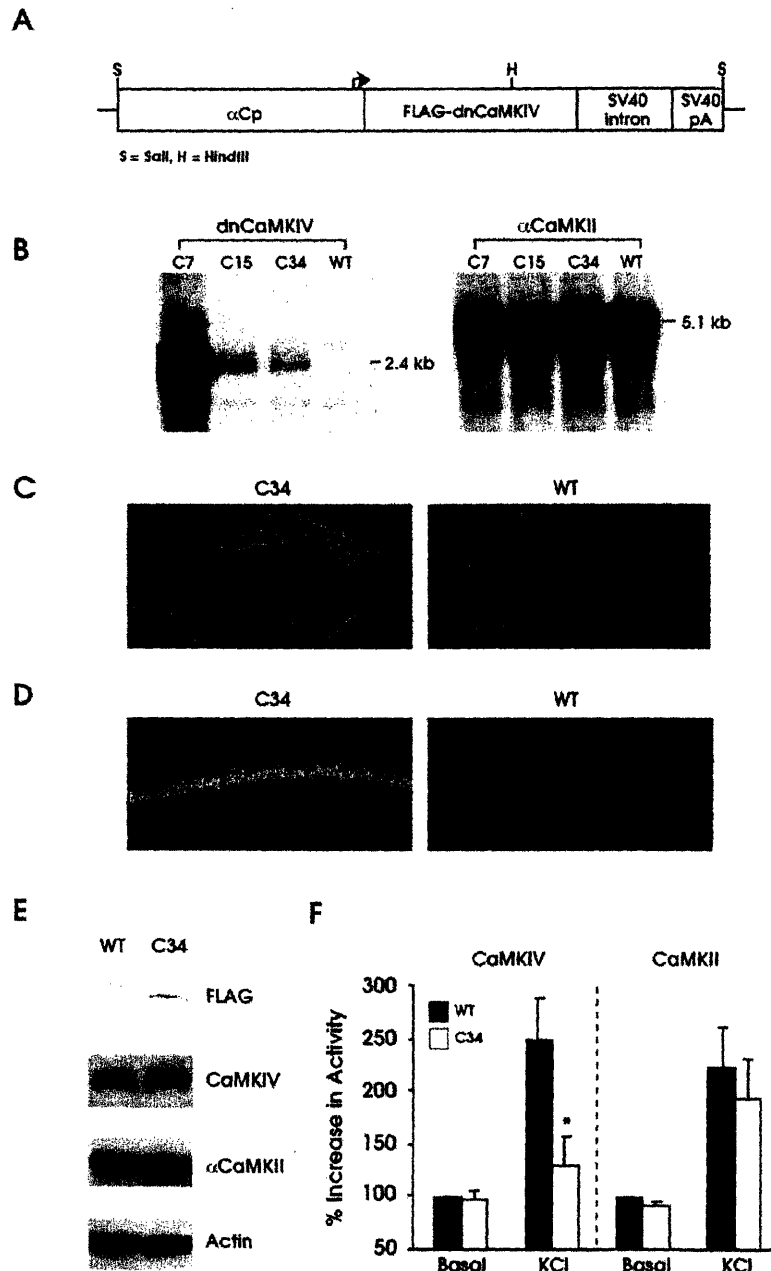 A
S H S
αCp FLAG-dnCaMKIV SV40 intron SV40 pA
S = SalI, H = HindIII
B
dnCaMKIV αCaMKII
C7 C15 C34 WT C7 C15 C34 WT
2.4 kb 5.1 kb
C
C34 WT
D
C34 WT
E
WT C34
FLAG
CaMKIV
αCaMKII
Actin
F
CaMKIV CaMKII
% Increase in Activity
300
250
200
150
100
50
WT
C34
*
Basal KCl Basal KCl